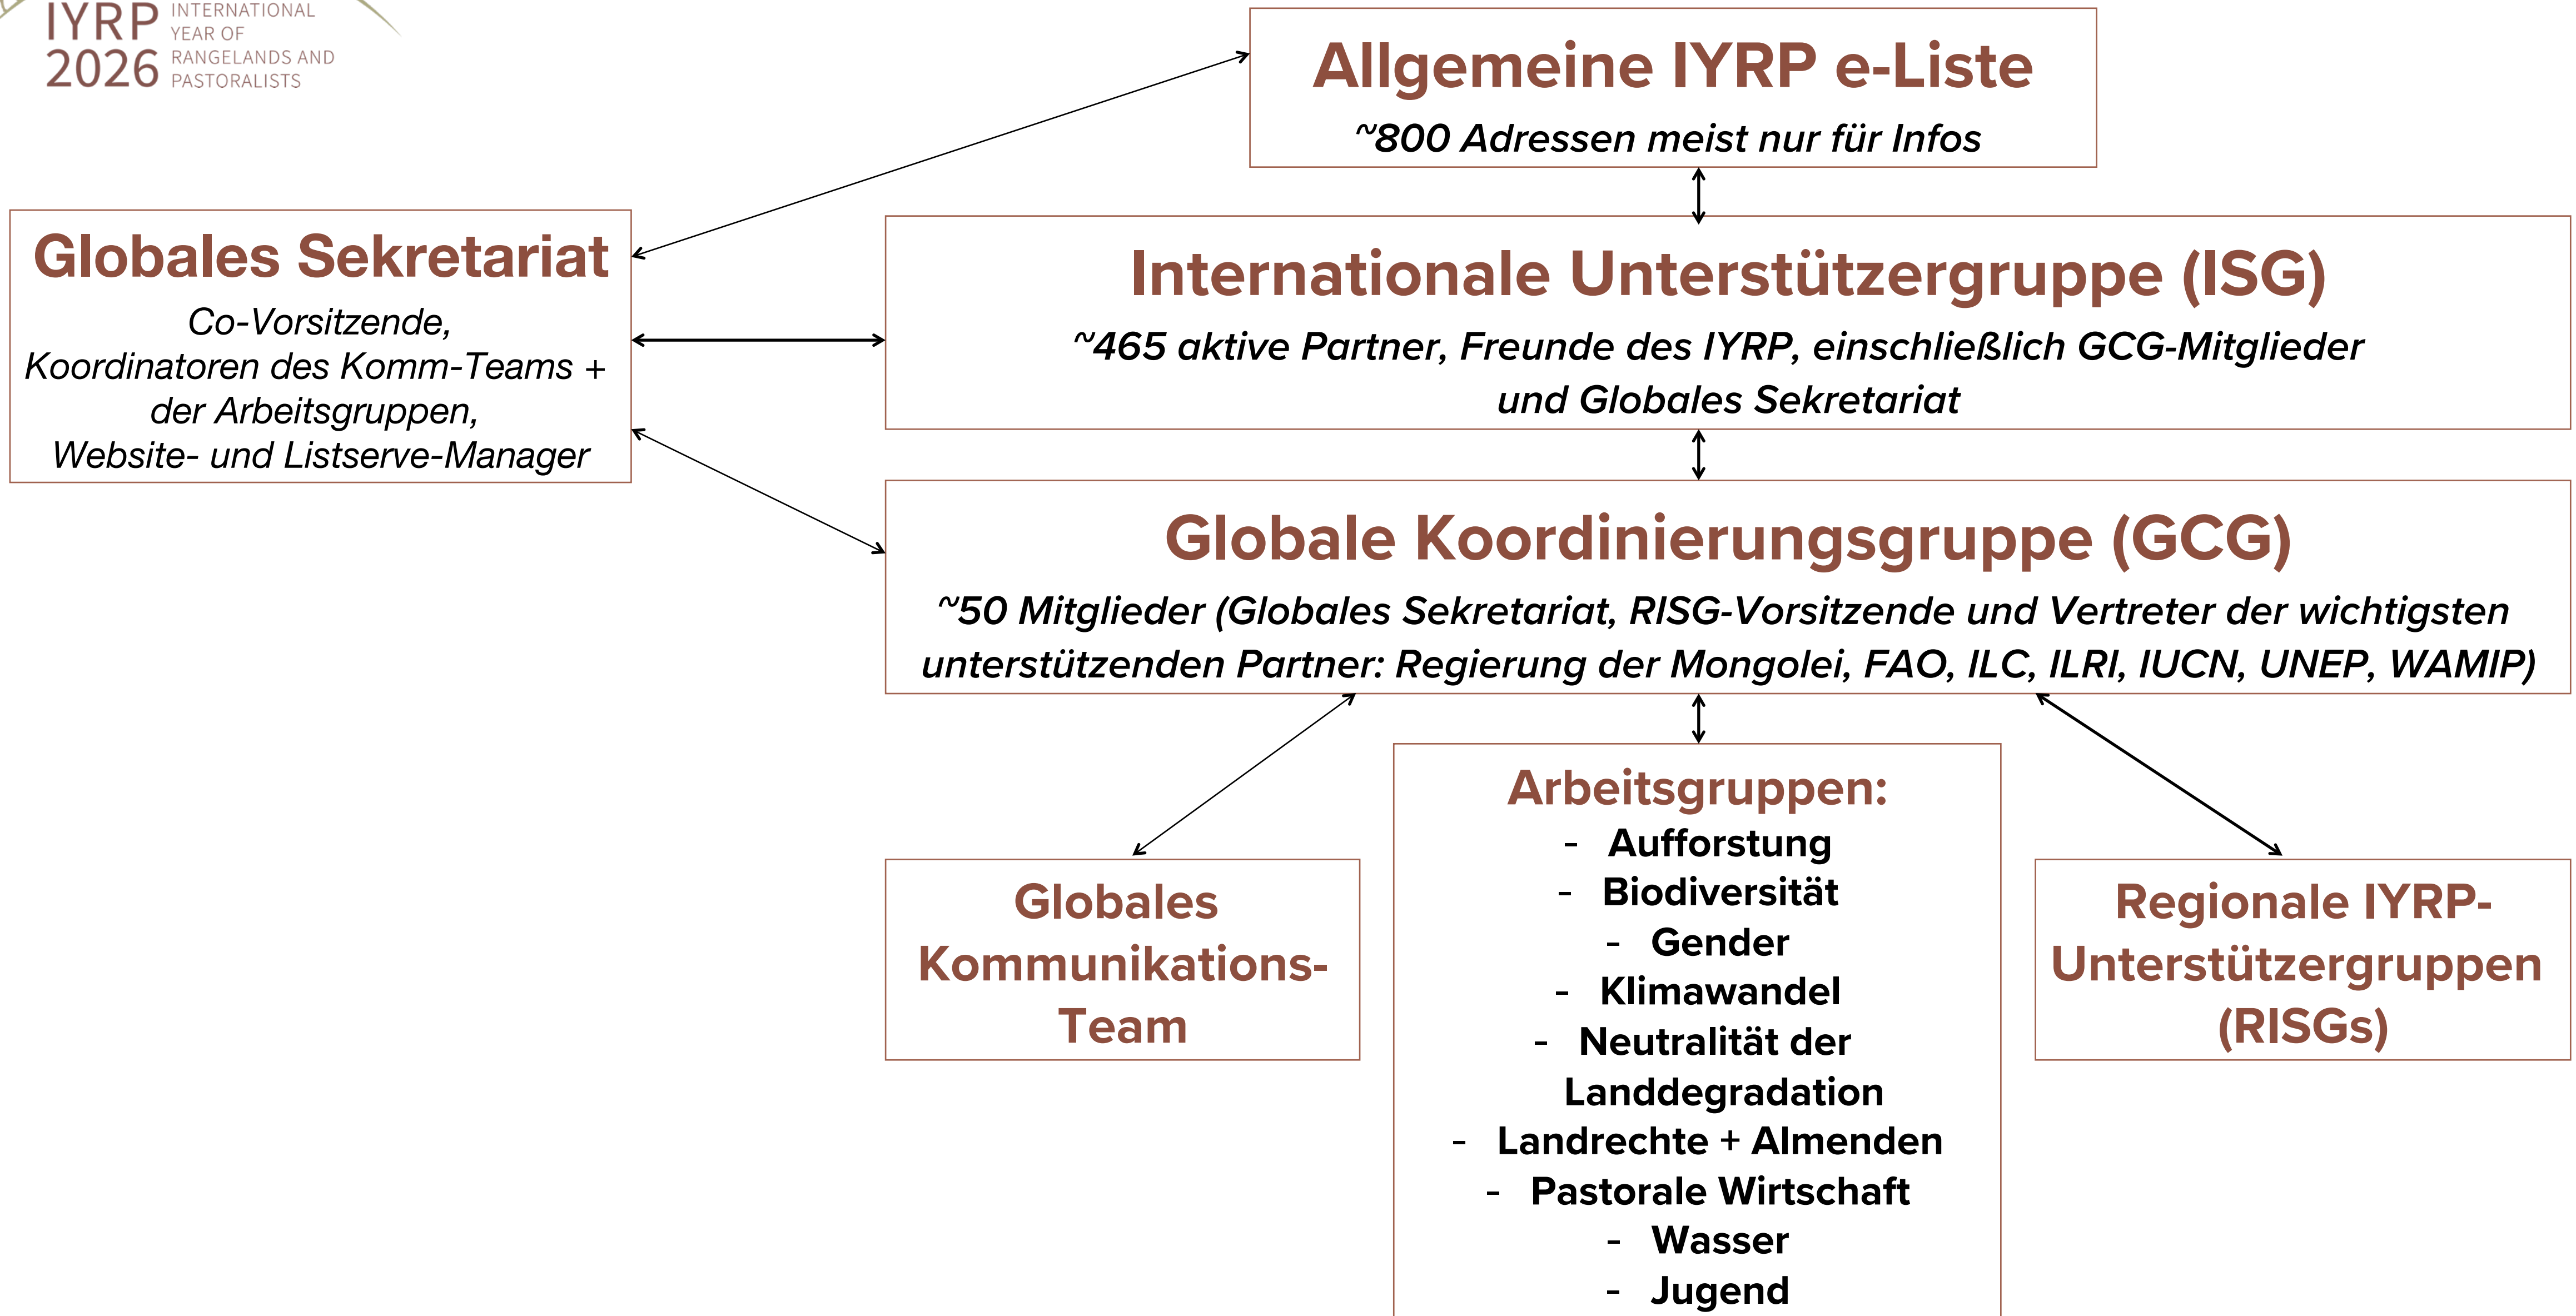 IYRP
2026
INTERNATIONAL
YEAR OF
RANGELANDS AND
PASTORALISTS
Allgemeine IYRP e-Liste
~800 Adressen meist nur für Infos
Globales Sekretariat
Co-Vorsitzende,
Koordinatoren des Komm-Teams +
der Arbeitsgruppen,
Website- und Listserve-Manager
Internationale Unterstützergruppe (ISG)
~465 aktive Partner, Freunde des IYRP, einschließlich GCG-Mitglieder
und Globales Sekretariat
Globale Koordinierungsgruppe (GCG)
~50 Mitglieder (Globales Sekretariat, RISG-Vorsitzende und Vertreter der wichtigsten
unterstützenden Partner: Regierung der Mongolei, FAO, ILC, ILRI, IUCN, UNEP, WAMIP)
Globales
Kommunikations-
Team
Arbeitsgruppen:
- Aufforstung
- Biodiversität
- Gender
- Klimawandel
- Neutralität der
Landdegradation
- Landrechte + Almenden
- Pastorale Wirtschaft
- Wasser
- Jugend
Regionale IYRP-
Unterstützergruppen
(RISGs)